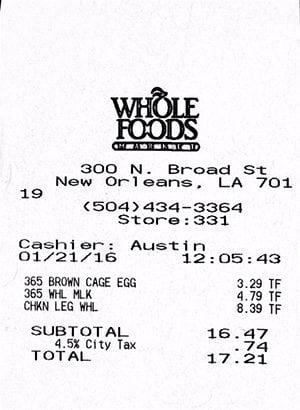 WHOLE
FOODS
MARKET
300 N. Broad St
New Orleans, LA 701
19
(504)434-3364
Store:331
Cashier: Austin
01/21/16 12:05:43
365 BROWN CAGE EGG 3.29 TF
365 WHL MLK 4.79 TF
CHKN LEG WHL 8.39 TF
SUBTOTAL 16.47
4.5% City Tax .74
TOTAL 17.21